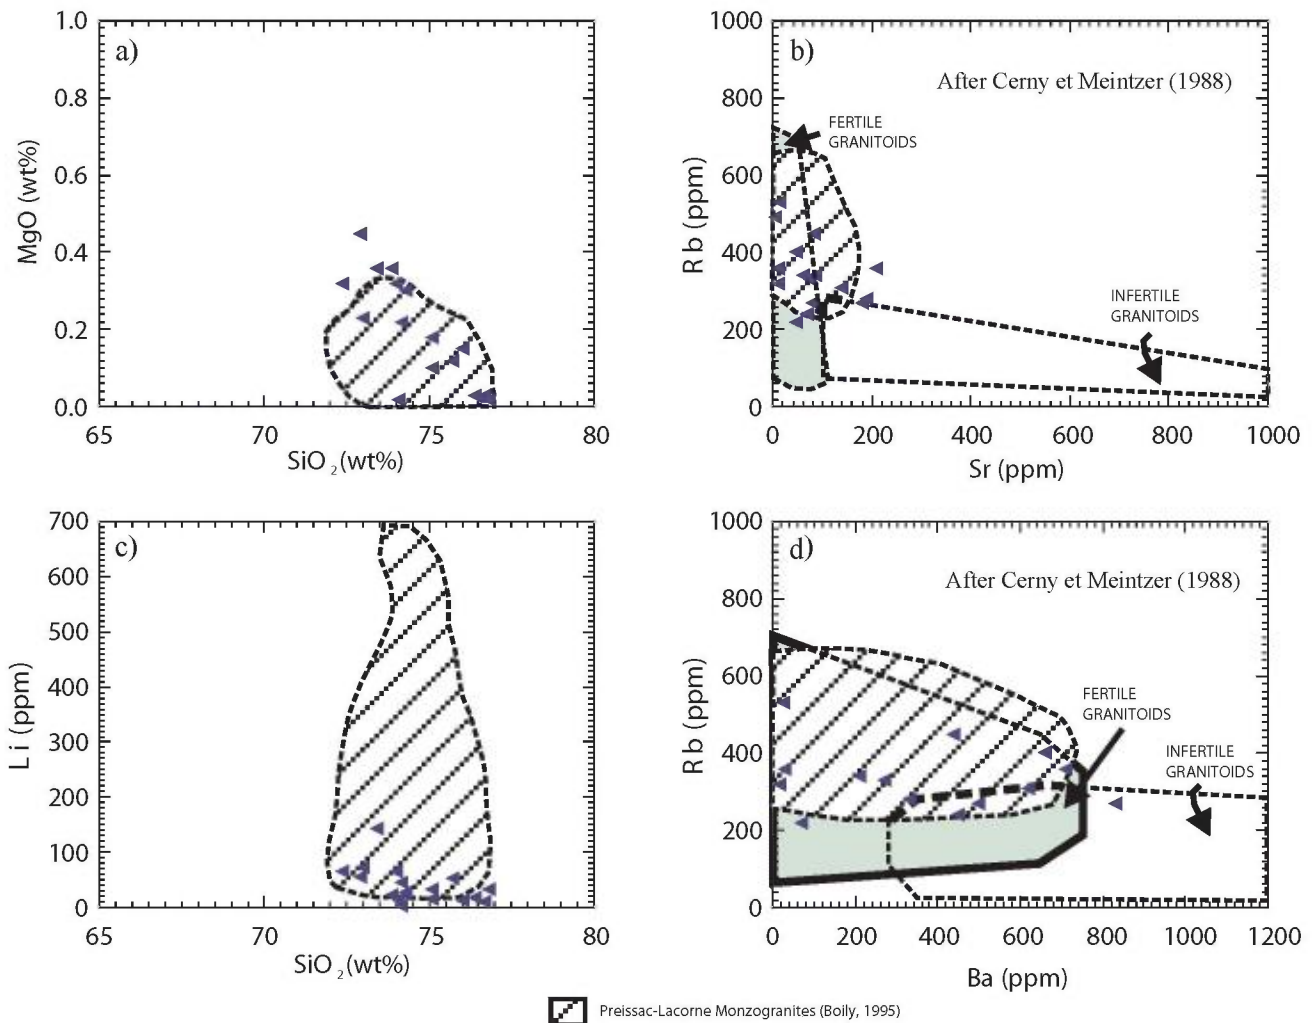 a)
1.0
0.8
0.6
0.4
0.2
0.0
MgO (wt%)
65
70
75
80
SiO2(wt%)
b)
After Cerny et Meintzer (1988)
FERTILE
GRANITOIDS
INFERTILE
GRANITOIDS
1000
800
600
400
200
0
Rb (ppm)
0
200
400
600
800
1000
Sr (ppm)
c)
700
600
500
400
300
200
100
0
Li (ppm)
65
70
75
80
SiO2(wt%)
d)
After Cerny et Meintzer (1988)
FERTILE
GRANITOIDS
INFERTILE
GRANITOIDS
1000
800
600
400
200
0
Rb (ppm)
0
200
400
600
800
1000
1200
Ba (ppm)
Preissac-Lacorne Monzogranites (Boily, 1995)